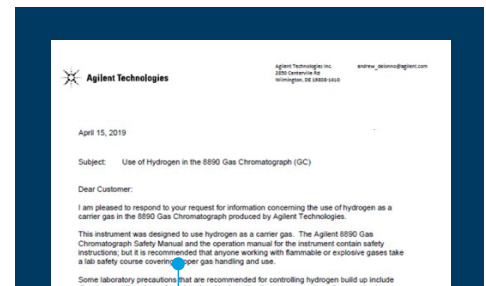 Agilent Technologies
Agilent Technologies Inc.
2850 Centerville Rd
Wilmington, DE 19808-1610
andrew_delonno@agilent.com
April 15, 2019
Subject: Use of Hydrogen in the 8890 Gas Chromatograph (GC)
Dear Customer:
I am pleased to respond to your request for information concerning the use of hydrogen as a
carrier gas in the 8890 Gas Chromatograph produced by Agilent Technologies.
This instrument was designed to use hydrogen as a carrier gas. The Agilent 8890 Gas
Chromatograph Safety Manual and the operation manual for the instrument contain safety
instructions; but it is recommended that anyone working with flammable or explosive gases take
a lab safety course covering gas handling and use.
Some laboratory precautions that are recommended for controlling hydrogen build up include